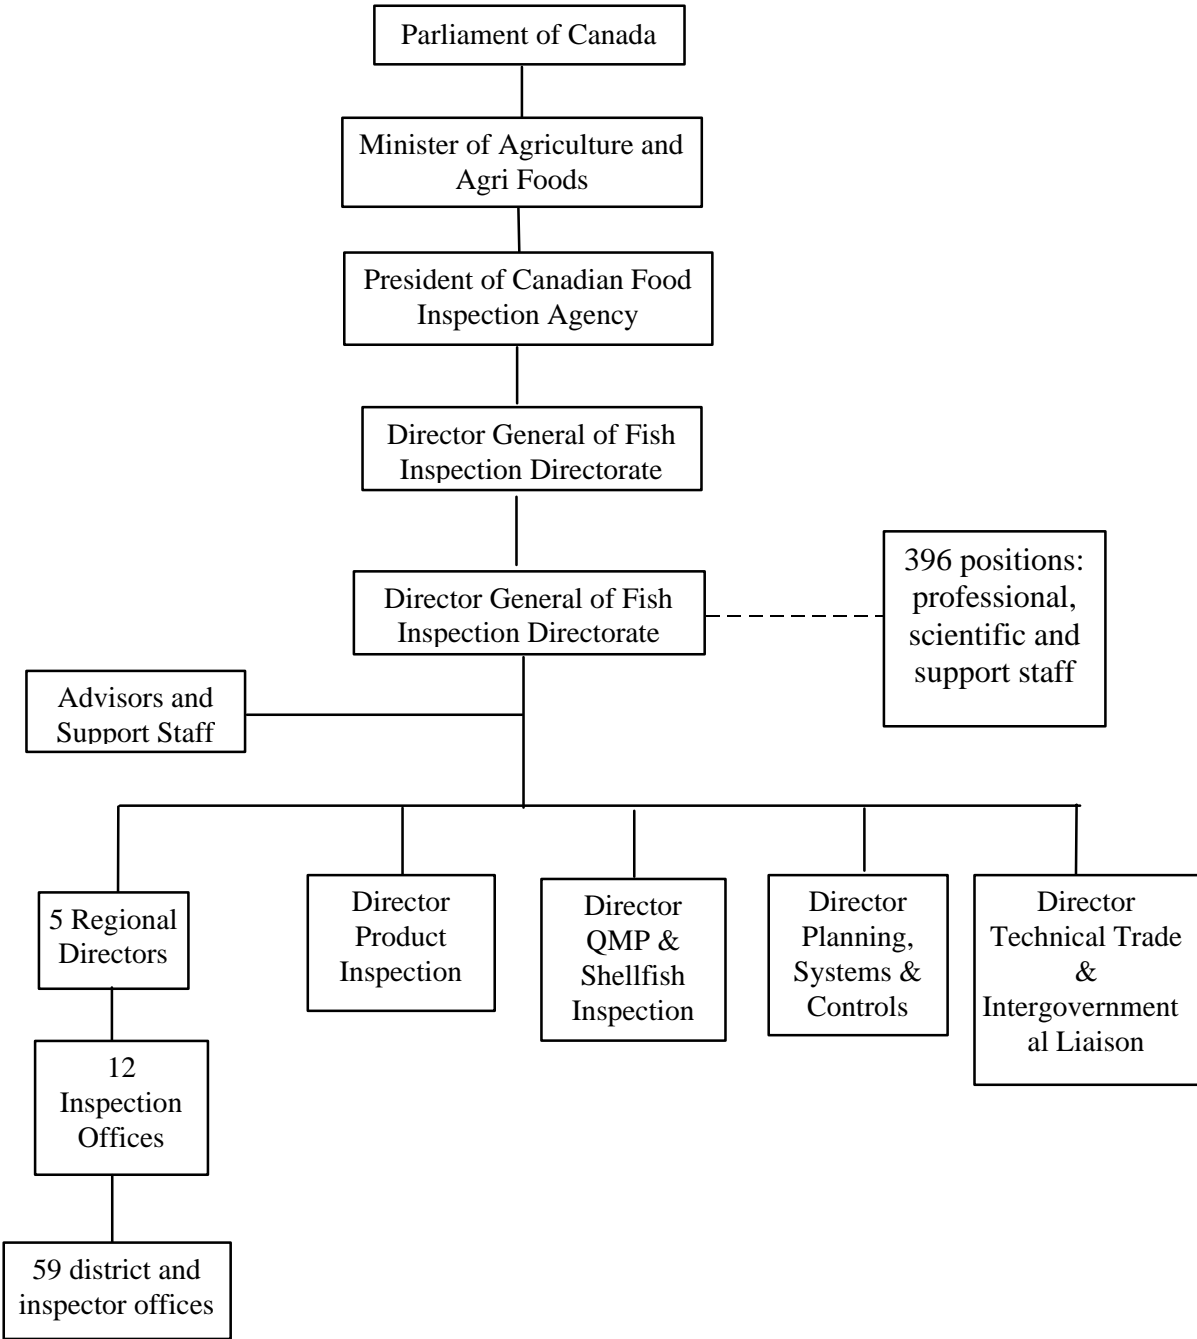 Parliament of Canada
Minister of Agriculture and
Agri Foods
President of Canadian Food
Inspection Agency
Director General of Fish
Inspection Directorate
Director General of Fish
Inspection Directorate
396 positions:
professional,
scientific and
support staff
Advisors and
Support Staff
5 Regional
Directors
Director
Product
Inspection
Director
QMP &
Shellfish
Inspection
Director
Planning,
Systems &
Controls
Director
Technical Trade
&
Intergovernment
al Liaison
12
Inspection
Offices
59 district and
inspector offices